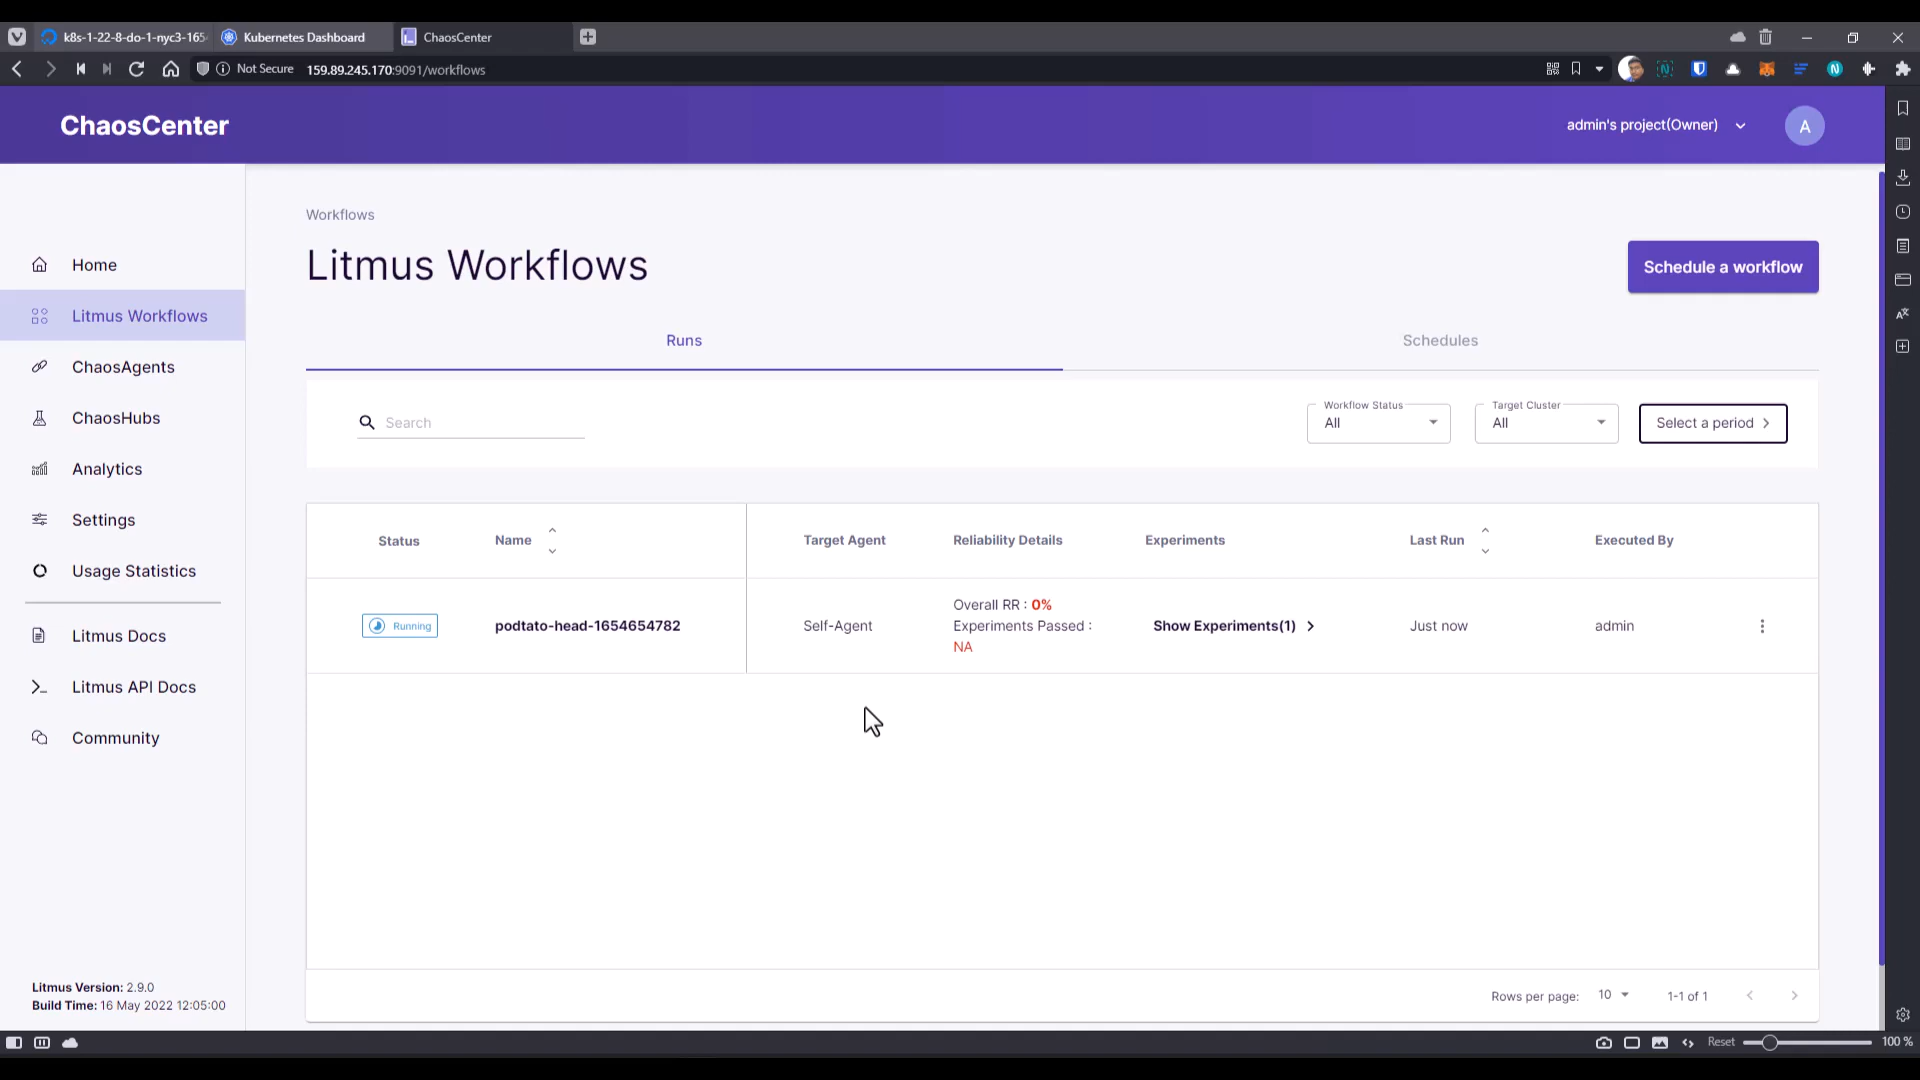 k8s-1-22-8-do-1-nyc3-165
Kubernetes Dashboard
ChaosCenter
Not Secure
159.89.245.170:9091/workflows
ChaosCenter
admin's project(Owner)
A
Workflows
Litmus Workflows
Schedule a workflow
Home
Litmus Workflows
ChaosAgents
ChaosHubs
Analytics
Settings
Usage Statistics
Litmus Docs
Litmus API Docs
Community
Runs
Schedules
Search
Workflow Status
All
Target Cluster
All
Select a period
Status
Name
Target Agent
Reliability Details
Experiments
Last Run
Executed By
Running
podtato-head-1654654782
Self-Agent
Overall RR : 0%
Experiments Passed :
NA
Show Experiments(1)
Just now
admin
Litmus Version: 2.9.0
Build Time: 16 May 2022 12:05:00
Rows per page:
10
1-1 of 1
Reset
100 %